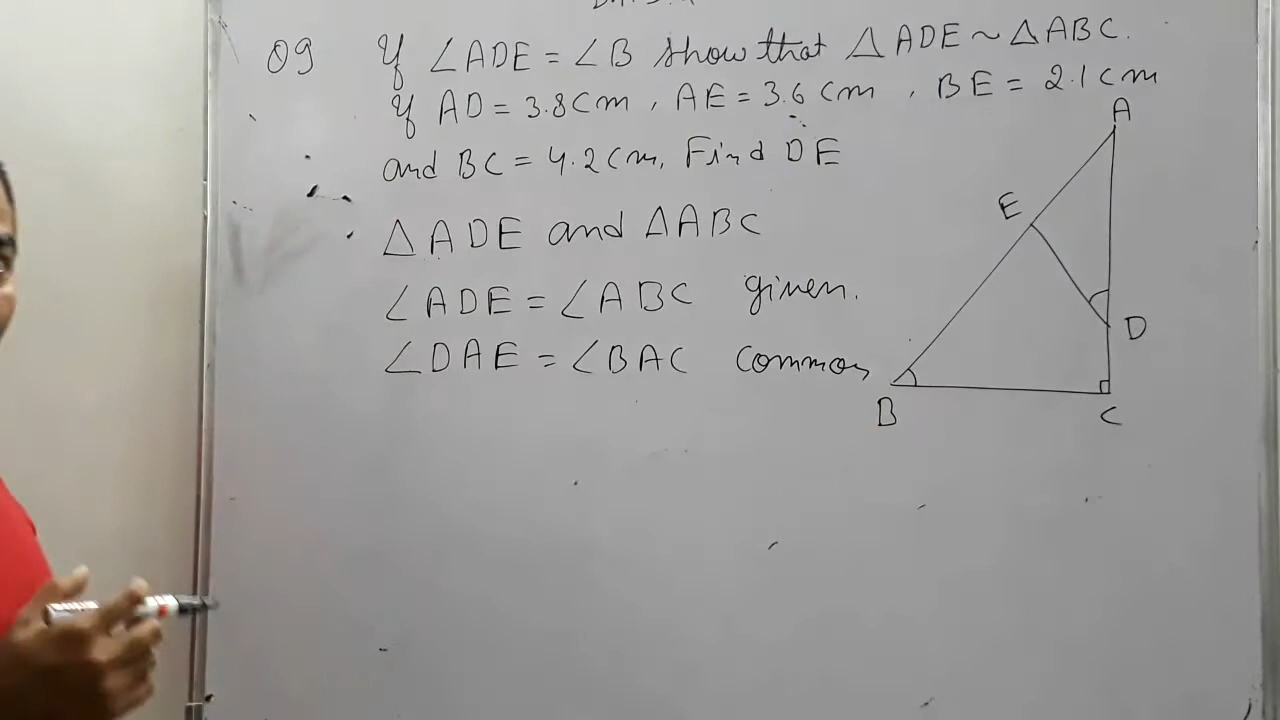 Q9 If ∠ADE = ∠B show that △ADE ~ △ABC.
If AD = 3.8cm, AE = 3.6 cm, BE = 2.1cm
and BC = 4.2cm, Find DE
△ADE and △ABC
∠ADE = ∠ABC given.
∠DAE = ∠BAC common
A
E
D
B
C